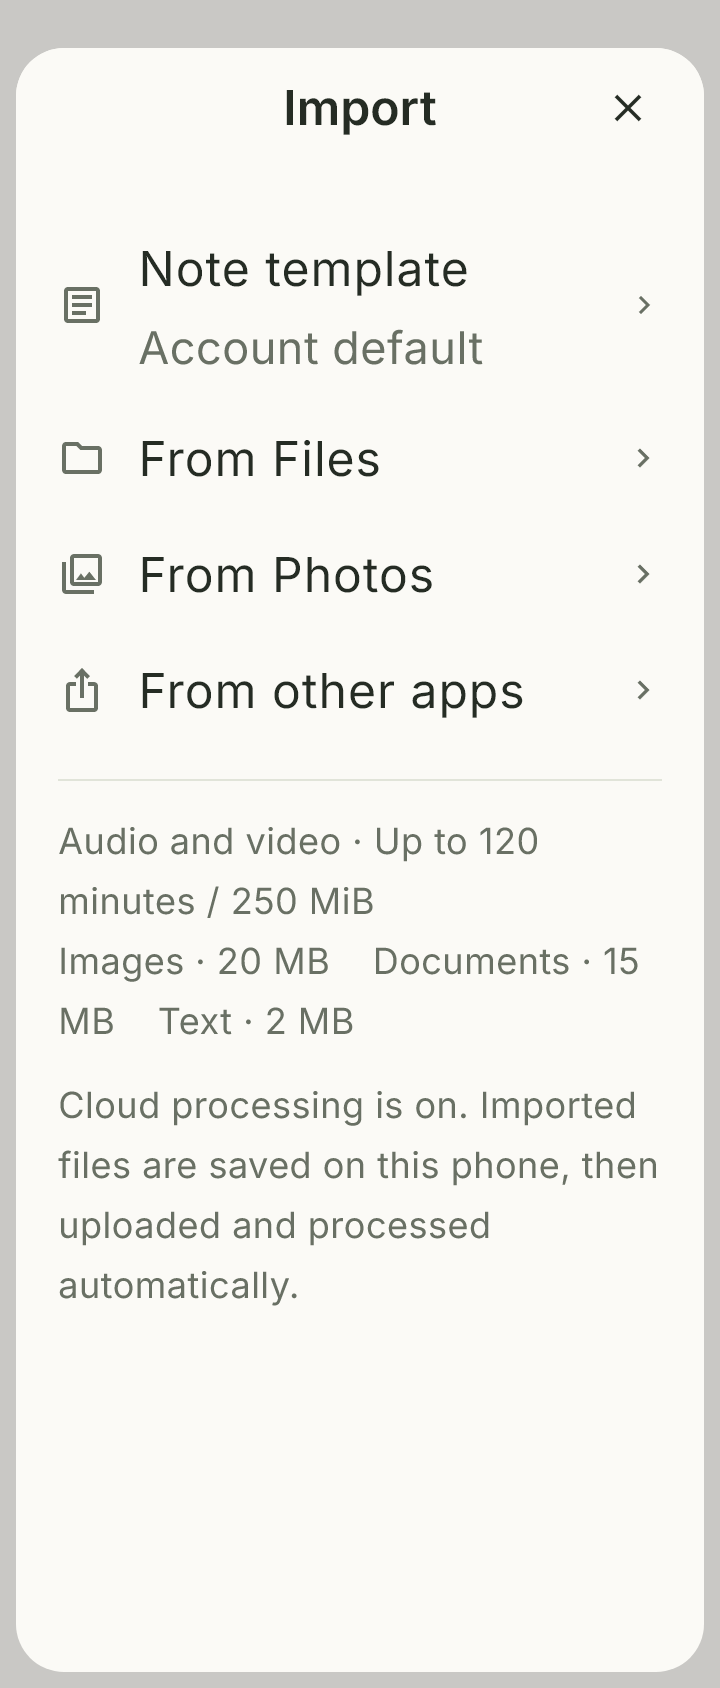 Import
Note template
Account default
From Files
From Photos
From other apps
Audio and video · Up to 120
minutes / 250 MiB
Images · 20 MB    Documents · 15
MB    Text · 2 MB
Cloud processing is on. Imported
files are saved on this phone, then
uploaded and processed
automatically.